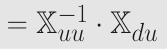 = 𝕏_{uu}^{-1} · 𝕏_{du}